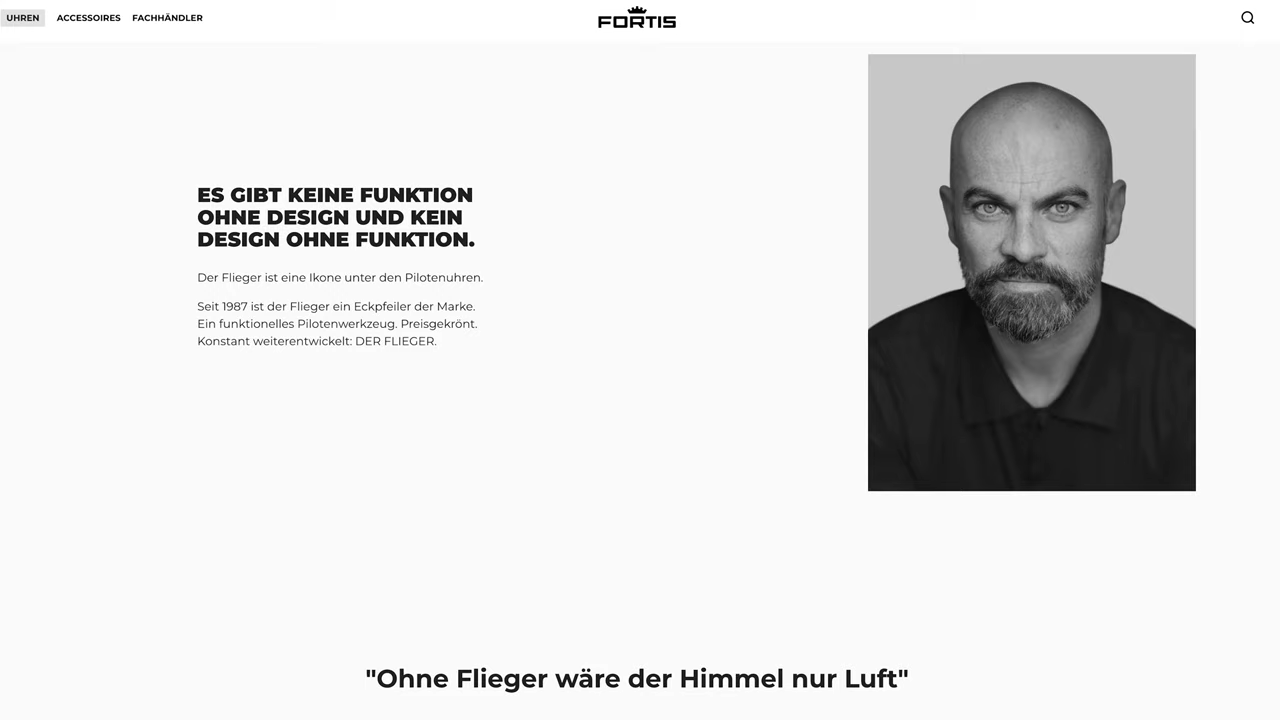 UHREN ACCESSOIRES FACHHÄNDLER
FORTIS
ES GIBT KEINE FUNKTION
OHNE DESIGN UND KEIN
DESIGN OHNE FUNKTION.
Der Flieger ist eine Ikone unter den Pilotenuhren.
Seit 1987 ist der Flieger ein Eckpfeiler der Marke.
Ein funktionelles Pilotenwerkzeug. Preisgekrönt.
Konstant weiterentwickelt: DER FLIEGER.
"Ohne Flieger wäre der Himmel nur Luft"